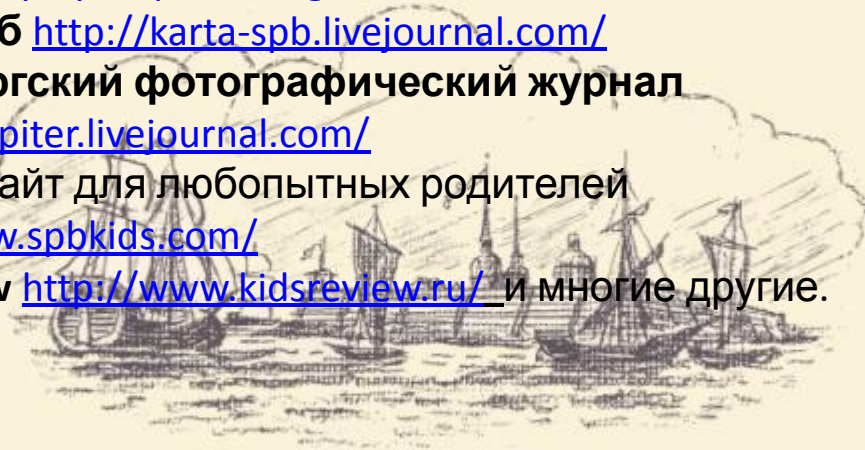 б http://karta-spb.livejournal.com/
ргский фотографический журнал
piter.livejournal.com/
айт для любопытных родителей
w.spbkids.com/
w http://www.kidsreview.ru/ и многие другие.